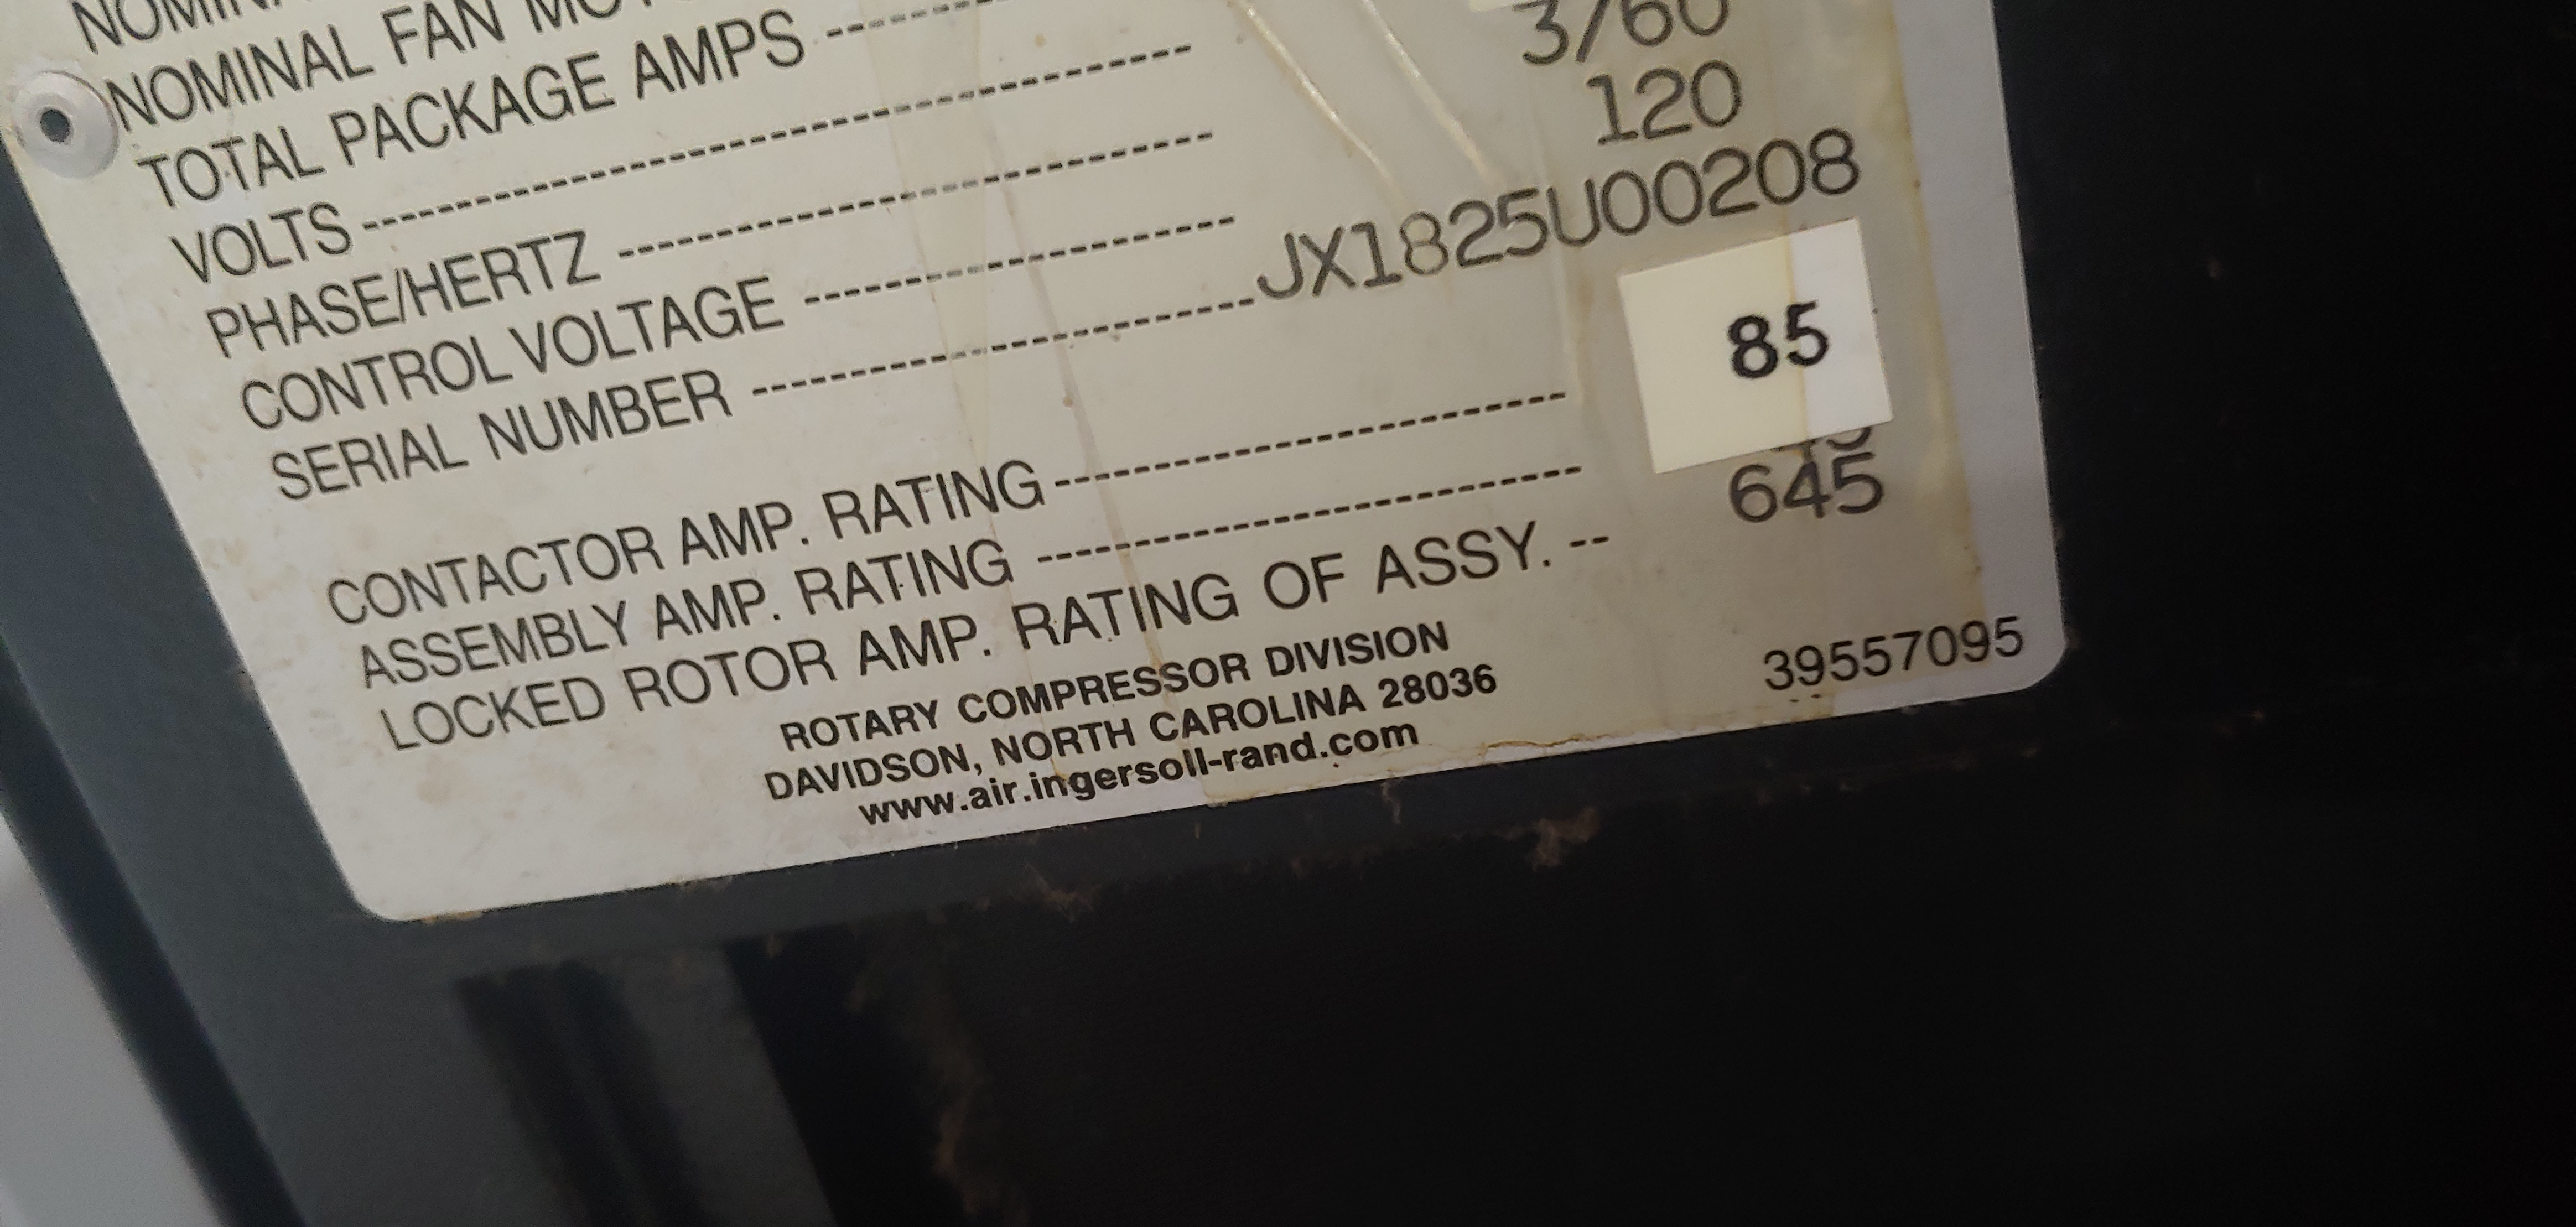 NOMINAL FAN
TOTAL PACKAGE AMPS ----------
VOLTS ----------------------------------------
PHASE/HERTZ ---------------------------- 3/60
CONTROL VOLTAGE -------------------- 120
SERIAL NUMBER ------------------------ JX1825U00208
CONTACTOR AMP. RATING ------------------------ 85
ASSEMBLY AMP. RATING -------------------------
LOCKED ROTOR AMP. RATING OF ASSY. -- 645
ROTARY COMPRESSOR DIVISION
DAVIDSON, NORTH CAROLINA 28036
www.air.ingersoll-rand.com
39557095